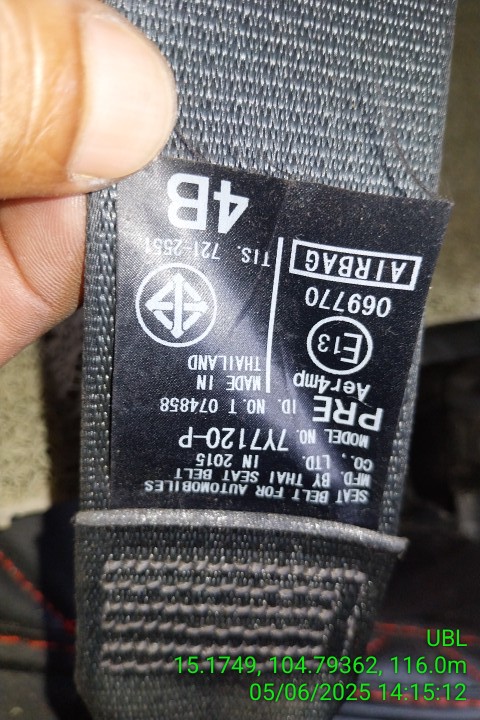 SEAT BELT FOR AUTOMOBILES
MFD. BY THAI SEAT BELT
CO., LTD. IN 2015
MODEL NO. 7Y7120-P
PRE ID. NO. T 074858
Aer4mp
MADE IN
THAILAND
E13
069770
AIRBAG
TIS. 721-2551
4B
UBL
15.1749, 104.79362, 116.0m
05/06/2025 14:15:12